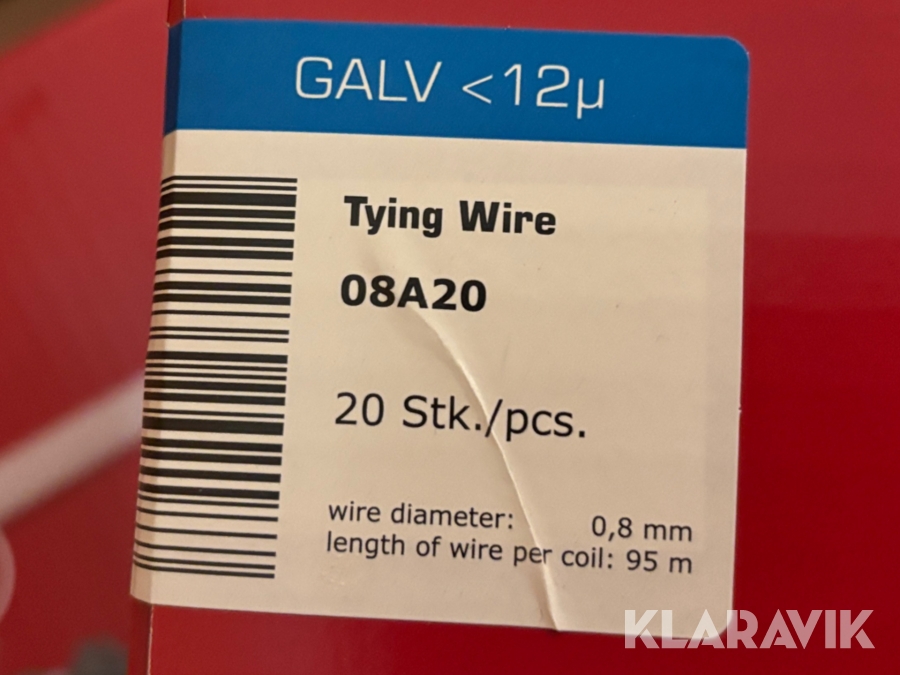 GALV <12µ
Tying Wire
08A20
20 Stk./pcs.
wire diameter: 0,8 mm
length of wire per coil: 95 m
KLARAVIK